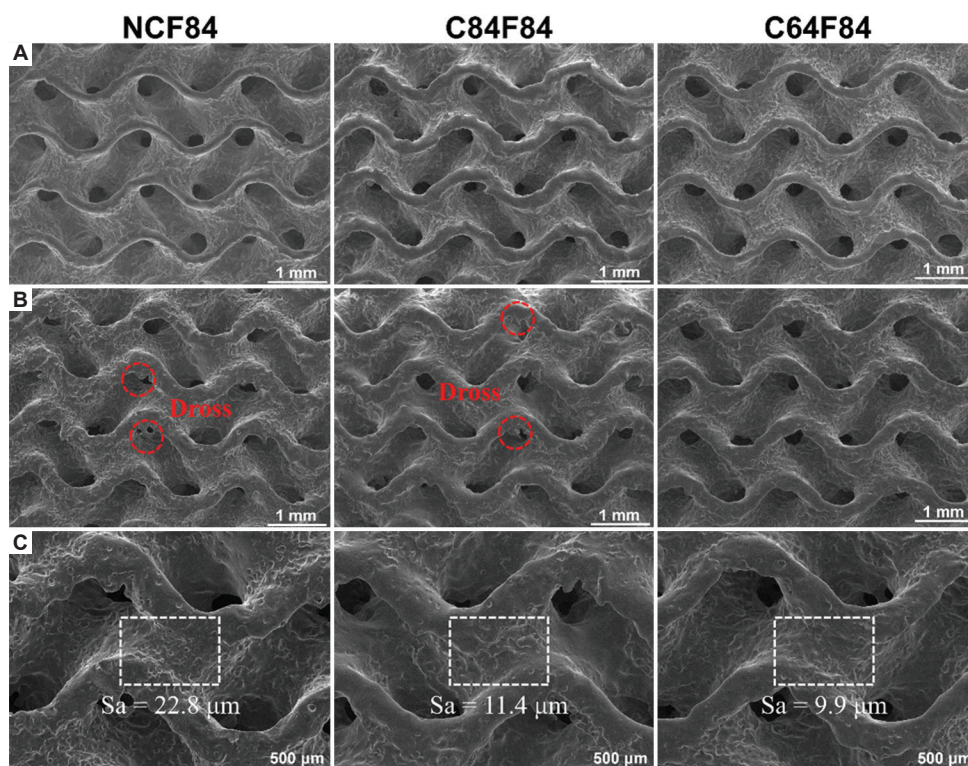 NCF84 C84F84 C64F84
A
1 mm 1 mm 1 mm
B
Dross Dross
1 mm 1 mm 1 mm
C
Sa = 22.8 μm Sa = 11.4 μm Sa = 9.9 μm
500 μm 500 μm 500 μm